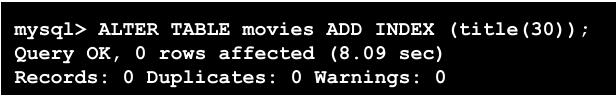 mysql> ALTER TABLE movies ADD INDEX (title(30));
Query OK, 0 rows affected (8.09 sec)
Records: 0 Duplicates: 0 Warnings: 0